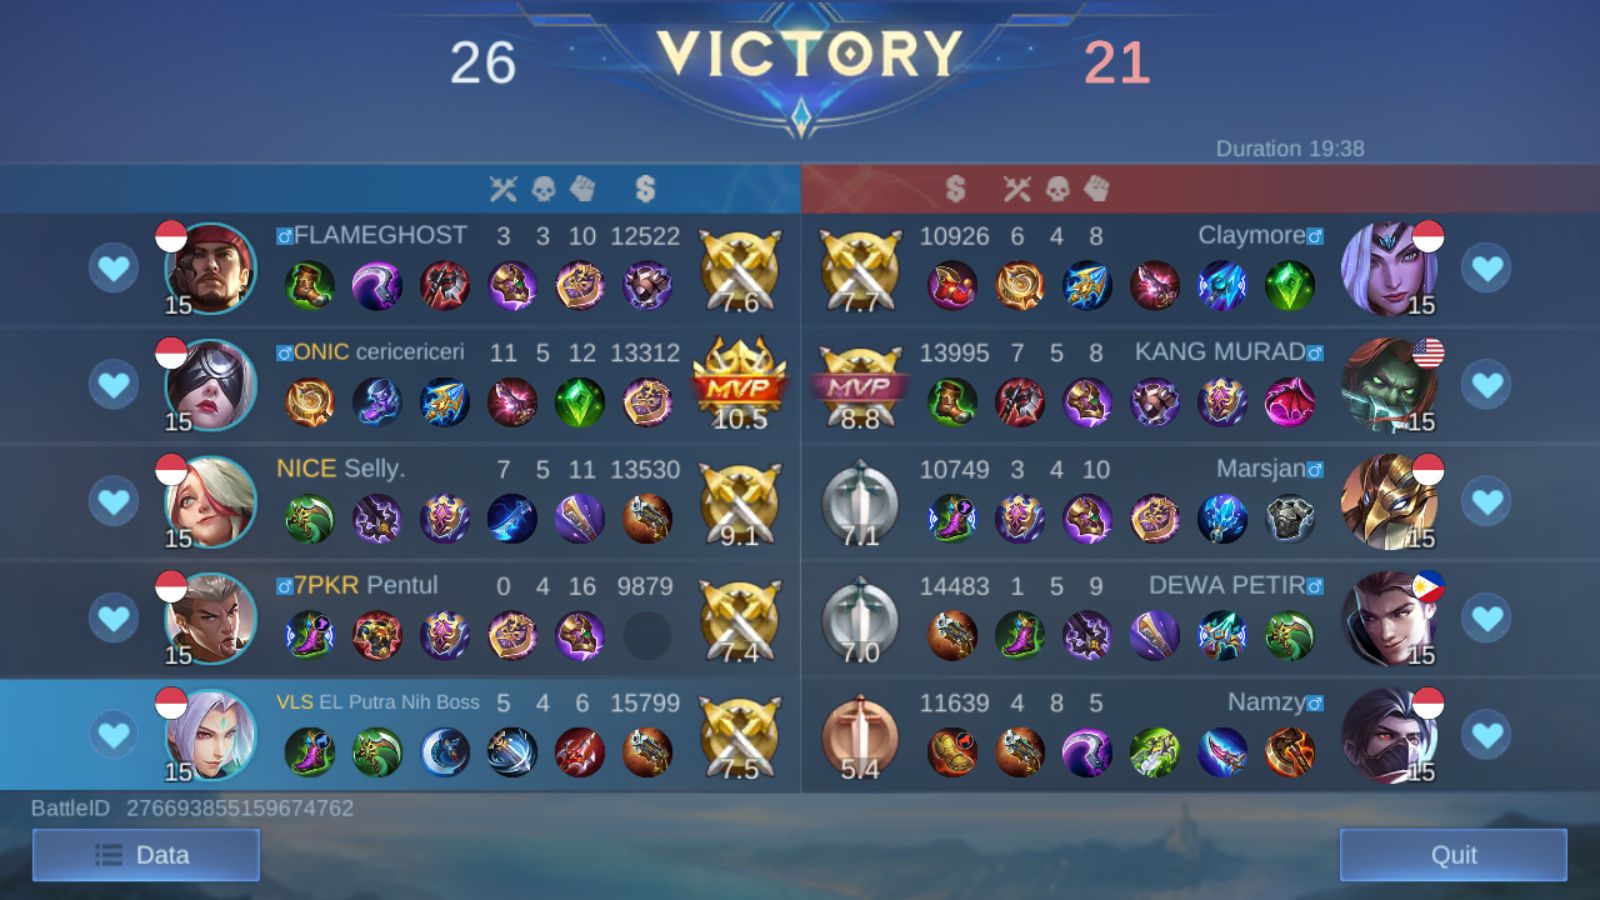 26 VICTORY 21
Duration 19:38
♂FLAMEGHOST 3 3 10 12522
15 7.6
7.7 10926 6 4 8 Claymore♂
15
♂ONIC cericericeri 11 5 12 13312
15 MVP 10.5
MVP 8.8 13995 7 5 8 KANG MURAD♂
15
NICE Selly. 7 5 11 13530
15 9.1
7.1 10749 3 4 10 Marsjan♂
15
♂7PKR Pentul 0 4 16 9879
15 7.4
7.0 14483 1 5 9 DEWA PETIR♂
15
VLS EL Putra Nih Boss 5 4 6 15799
15 7.5
5.4 11639 4 8 5 Namzy♂
15
BattleID 276693855159674762
Data
Quit